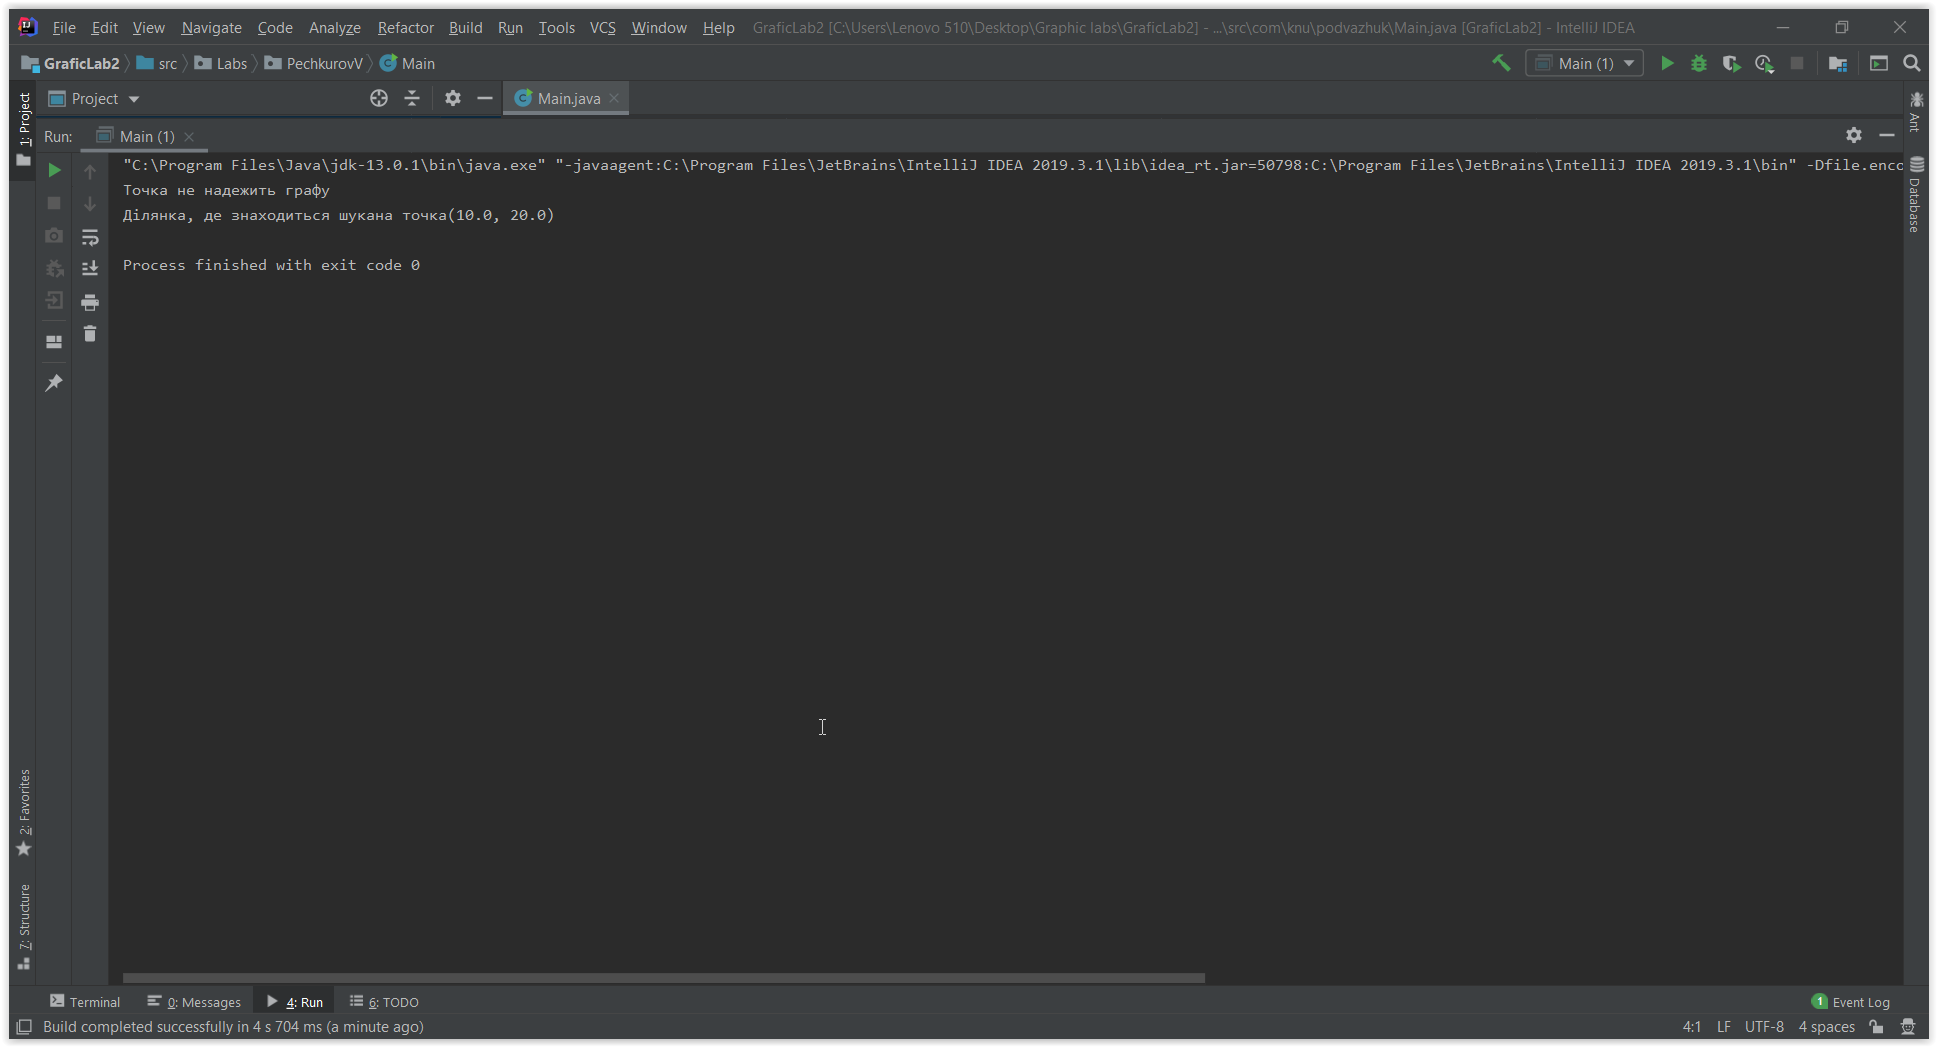 File Edit View Navigate Code Analyze Refactor Build Run Tools VCS Window Help GraficLab2 [C:\Users\Lenovo 510\Desktop\Graphic labs\GraficLab2] - ...\src\com\knu\podvazhuk\Main.java [GraficLab2] - IntelliJ IDEA
GraficLab2 src Labs PechkurovV Main Main (1)
1: Project
Project Main.java
Ant
Run: Main (1)
"C:\Program Files\Java\jdk-13.0.1\bin\java.exe" "-javaagent:C:\Program Files\JetBrains\IntelliJ IDEA 2019.3.1\lib\idea_rt.jar=50798:C:\Program Files\JetBrains\IntelliJ IDEA 2019.3.1\bin" -Dfile.enco
Точка не надежить графу
Ділянка, де знаходиться шукана точка(10.0, 20.0)
Database
Process finished with exit code 0
2: Favorites
7: Structure
Terminal 0: Messages 4: Run 6: TODO 1 Event Log
Build completed successfully in 4 s 704 ms (a minute ago) 4:1 LF UTF-8 4 spaces